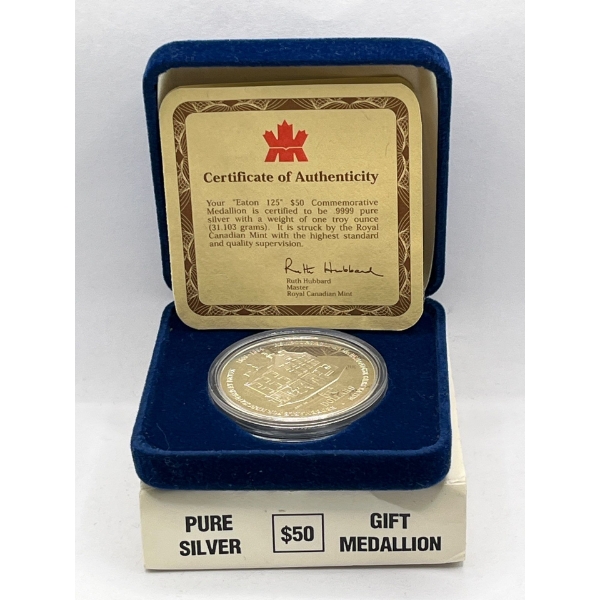 Certificate of Authenticity
Your "Eaton 125" $50 Commemorative
Medallion is certified to be .9999 pure
silver with a weight of one troy ounce
(31.103 grams). It is struck by the Royal
Canadian Mint with the highest standard
and quality supervision.
Ruth Hubbard
Ruth Hubbard
Master
Royal Canadian Mint
PURE SILVER
$50
GIFT MEDALLION